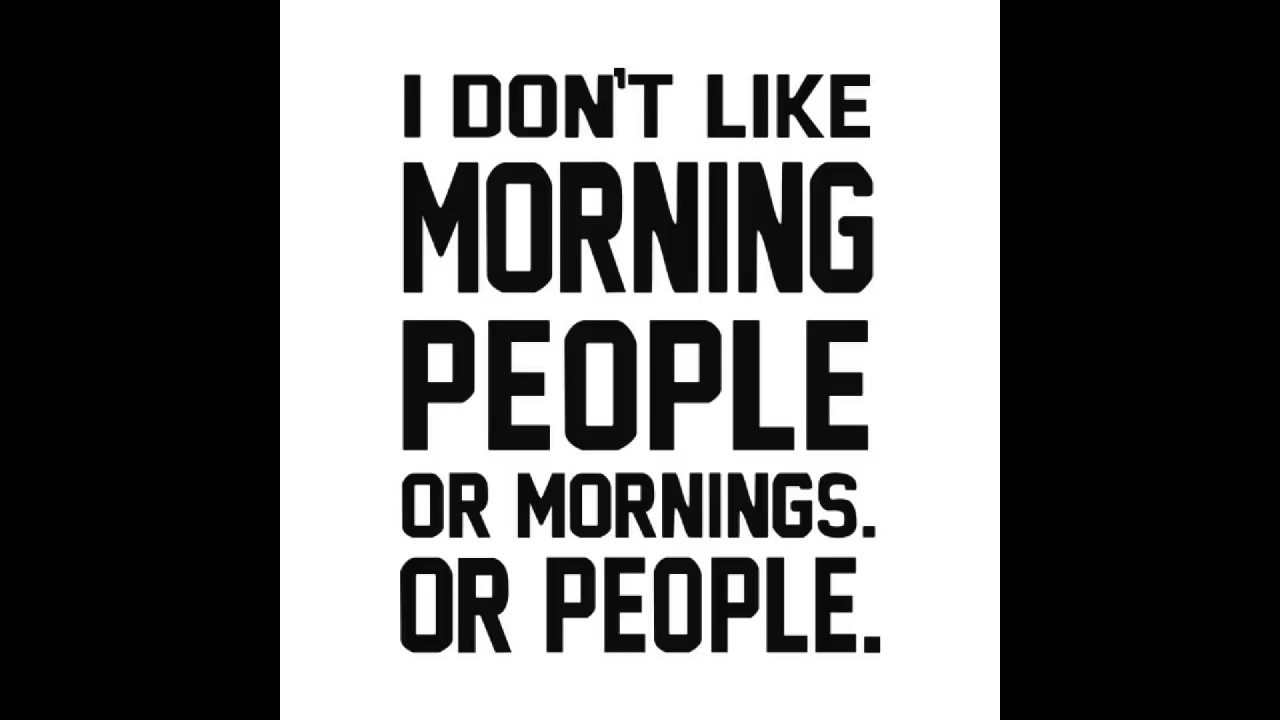 I DON'T LIKE
MORNING
PEOPLE
OR MORNINGS.
OR PEOPLE.